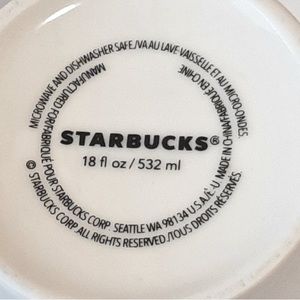 MICROWAVE AND DISHWASHER SAFE./VA AU LAVE VAISSELLE ET AU MICRO-ONDES.
MANUFACTURED FOR/FABRIQUÉ POUR STARBUCKS CORP. SEATTLE WA 98134 U.S.A/É.-U MADE IN CHINA/FABRIQUÉ EN CHINE
STARBUCKS®
18 fl oz / 532 ml
© STARBUCKS CORP. ALL RIGHTS RESERVED./TOUS DROITS RÉSERVÉS.